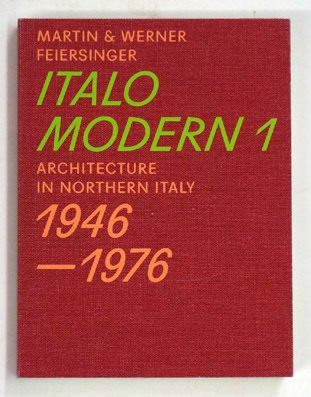 MARTIN & WERNER
FEIERSINGER
ITALO
MODERN 1
ARCHITECTURE
IN NORTHERN ITALY
1946
—1976